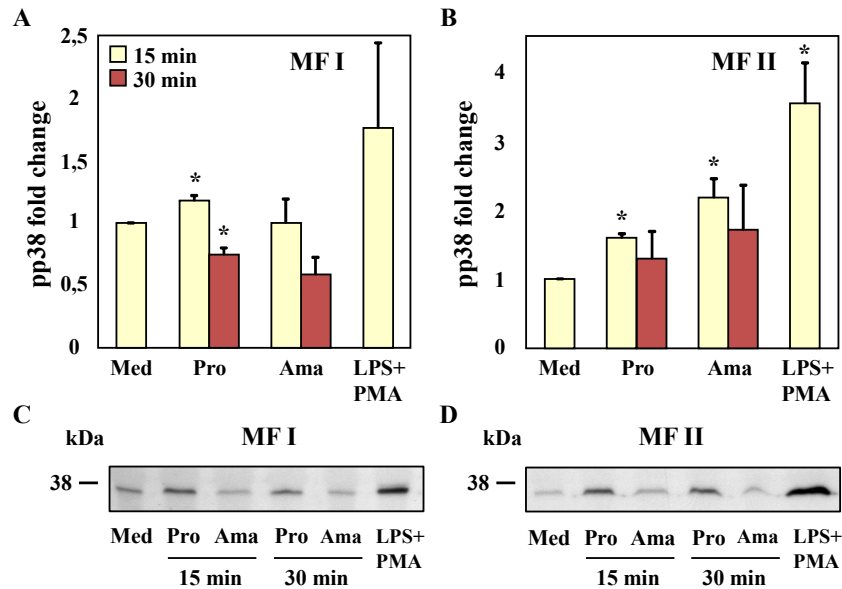 A
2,5
2
1,5
1
0,5
0
pp38 fold change
15 min
30 min
MF I
*
*
Med Pro Ama LPS+
PMA
B
4
3
2
1
0
pp38 fold change
MF II
*
*
*
Med Pro Ama LPS+
PMA
C
kDa
MF I
38
Med Pro Ama Pro Ama LPS+
PMA
15 min 30 min
D
kDa
MF II
38
Med Pro Ama Pro Ama LPS+
PMA
15 min 30 min